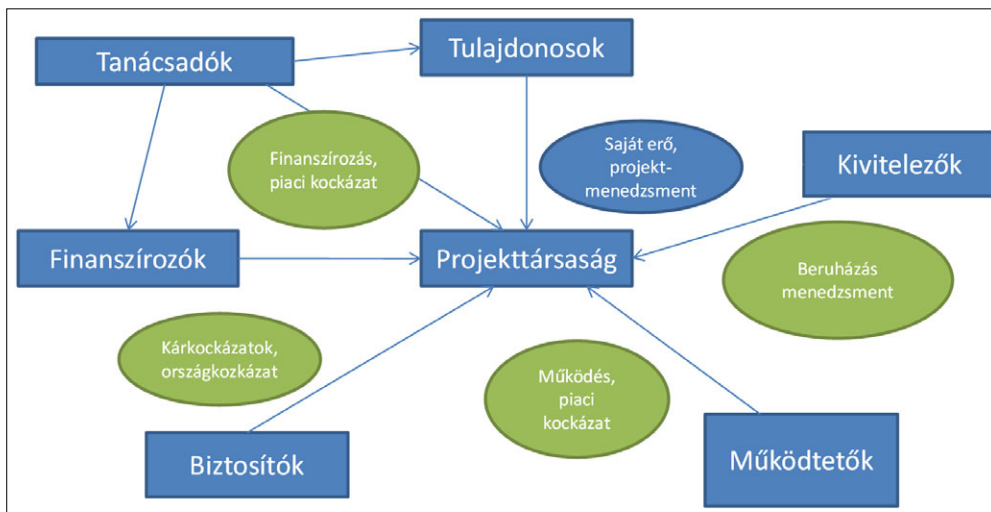 Tanácsadók
Tulajdonosok
Finanszírozás,
piaci kockázat
Saját erő,
projekt-
menedzsment
Kivitelezők
Finanszírozók
Projekttársaság
Beruházás
menedzsment
Kárkockázatok,
országkozkázat
Működés,
piaci
kockázat
Biztosítók
Működtetők